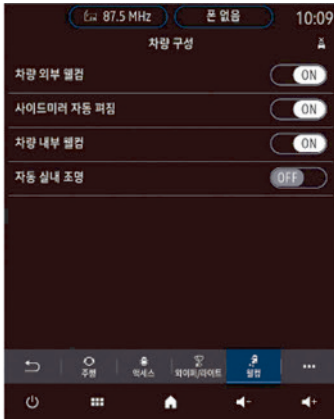 87.5 MHz 폰 없음 10:09
차량 구성
차량 외부 웰컴 ON
사이드미러 자동 펴짐 ON
차량 내부 웰컴 ON
자동 실내 조명 OFF
주행 액세스 와이퍼/라이트 웰컴